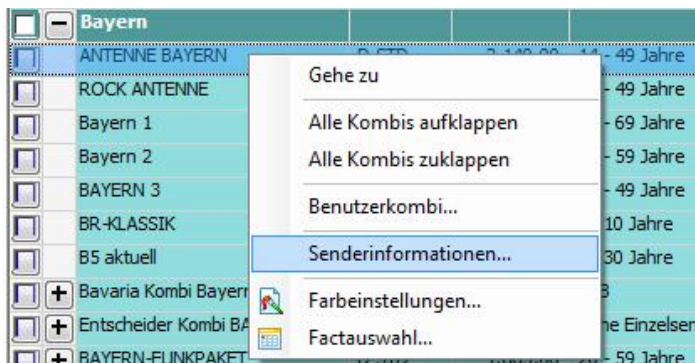 Bayern
ANTENNE BAYERN 49 Jahre
Gehe zu
ROCK ANTENNE - 49 Jahre
Alle Kombis aufklappen
Bayern 1 - 69 Jahre
Alle Kombis zuklappen
Bayern 2 - 59 Jahre
BAYERN 3 - 49 Jahre
Benutzerkombi...
BR-KLASSIK 10 Jahre
B5 aktuell 30 Jahre
Senderinformationen...
Bavaria Kombi Bayern
Farbeinstellungen...
Entscheider Kombi BA ne Einzelsen
Factauswahl...
BAYERN-FUNKPAKET 59 Jahre